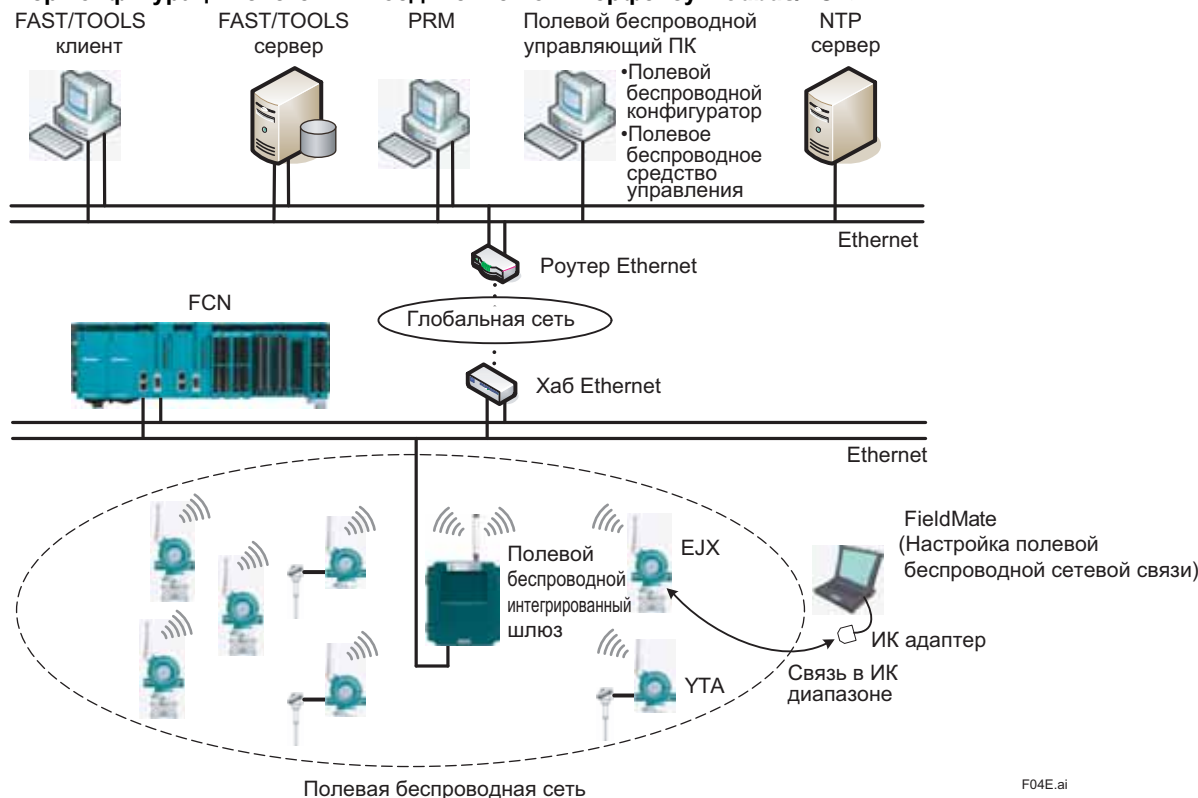 FAST/TOOLS
клиент
FAST/TOOLS
сервер
PRM
Полевой беспроводной
управляющий ПК
•Полевой
беспроводной
конфигуратор
•Полевое
беспроводное
средство
управления
NTP
сервер
Ethernet
Роутер Ethernet
Глобальная сеть
FCN
Хаб Ethernet
Ethernet
Полевой
беспроводной
интегрированный
шлюз
EJX
YTA
FieldMate
(Настройка полевой
беспроводной сетевой связи)
ИК адаптер
Связь в ИК
диапазоне
Полевая беспроводная сеть
F04E.ai